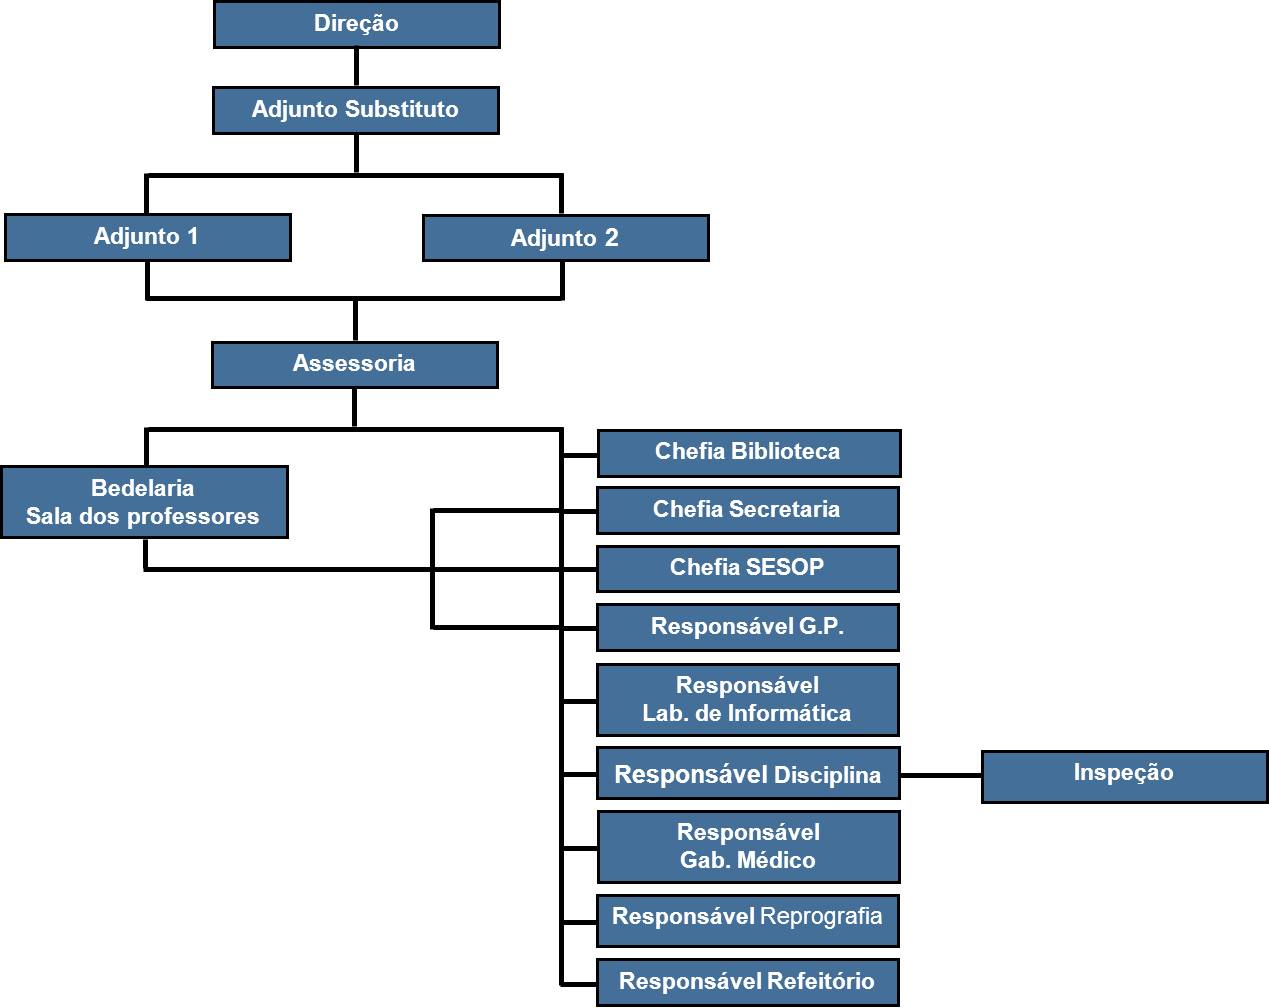 Direção
Adjunto Substituto
Adjunto 1
Adjunto 2
Assessoria
Bedelaria
Sala dos professores
Chefia Biblioteca
Chefia Secretaria
Chefia SESOP
Responsável G.P.
Responsável
Lab. de Informática
Responsável Disciplina
Inspeção
Responsável
Gab. Médico
Responsável Reprografia
Responsável Refeitório